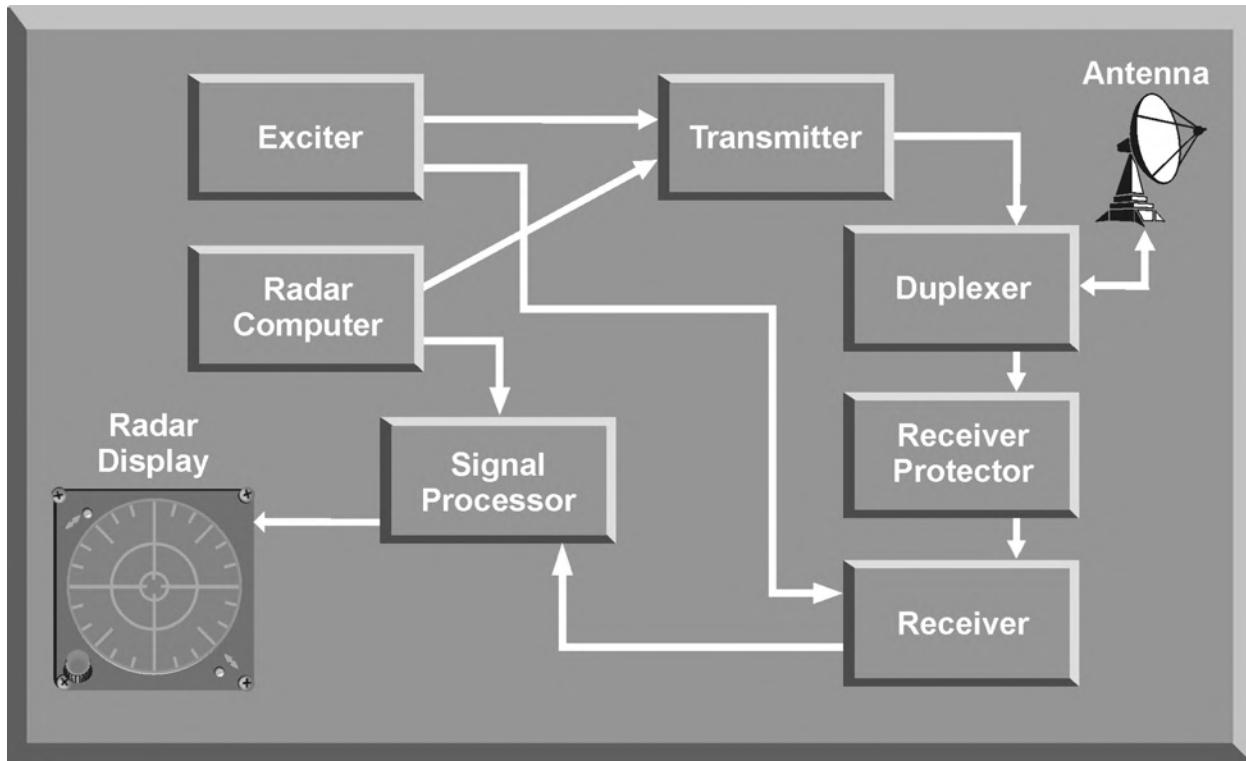 Antenna
Exciter
Transmitter
Radar
Computer
Duplexer
Radar
Display
Signal
Processor
Receiver
Protector
Receiver